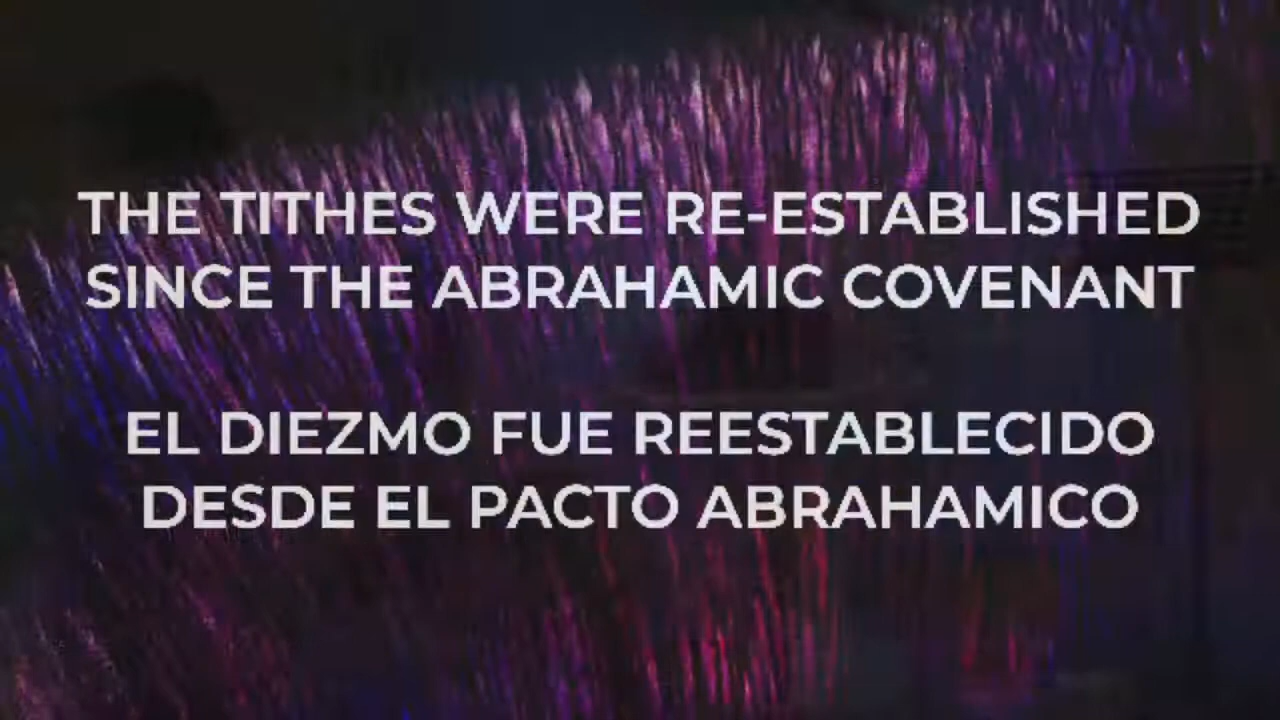 THE TITHES WERE RE-ESTABLISHED
SINCE THE ABRAHAMIC COVENANT
EL DIEZMO FUE REESTABLECIDO
DESDE EL PACTO ABRAHAMICO